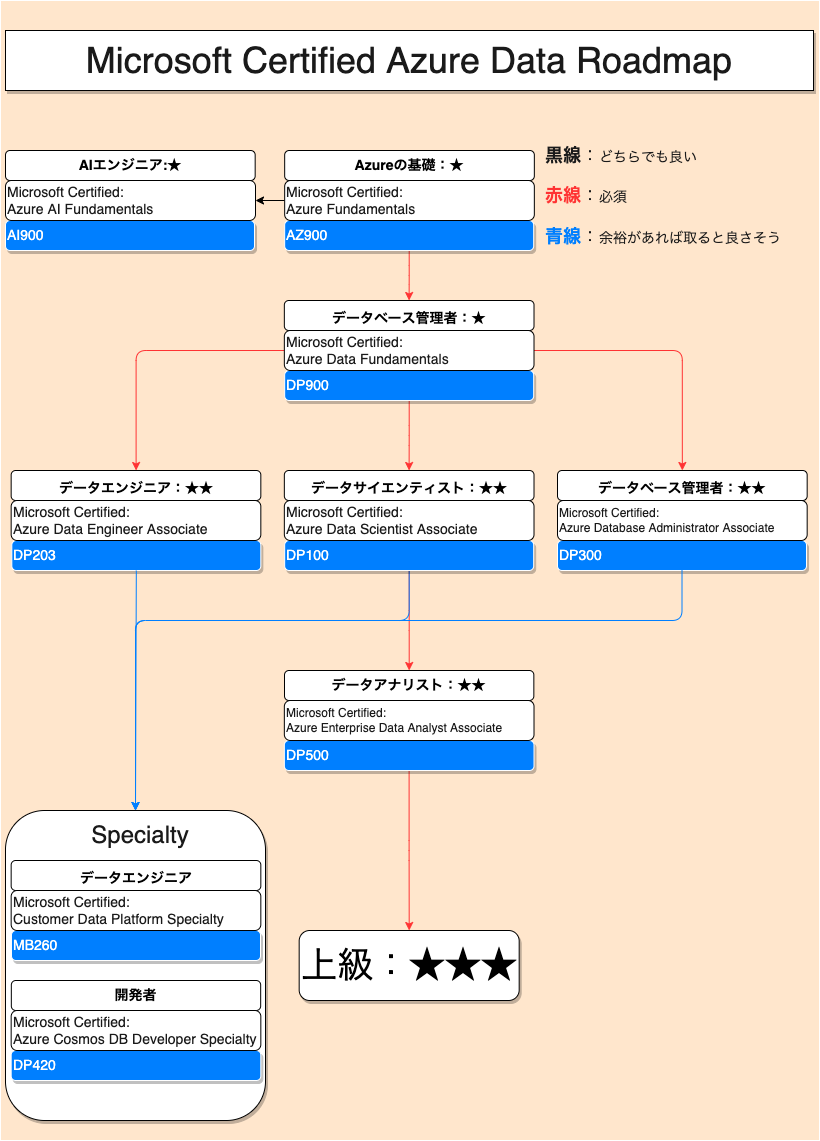 Microsoft Certified Azure Data Roadmap
AIエンジニア:★
Microsoft Certified:
Azure AI Fundamentals
AI900
Azureの基礎：★
Microsoft Certified:
Azure Fundamentals
AZ900
黒線：どちらでも良い
赤線：必須
青線：余裕があれば取ると良さそう
データベース管理者：★
Microsoft Certified:
Azure Data Fundamentals
DP900
データエンジニア：★★
Microsoft Certified:
Azure Data Engineer Associate
DP203
データサイエンティスト：★★
Microsoft Certified:
Azure Data Scientist Associate
DP100
データベース管理者：★★
Microsoft Certified:
Azure Database Administrator Associate
DP300
データアナリスト：★★
Microsoft Certified:
Azure Enterprise Data Analyst Associate
DP500
Specialty
データエンジニア
Microsoft Certified:
Customer Data Platform Specialty
MB260
開発者
Microsoft Certified:
Azure Cosmos DB Developer Specialty
DP420
上級：★★★